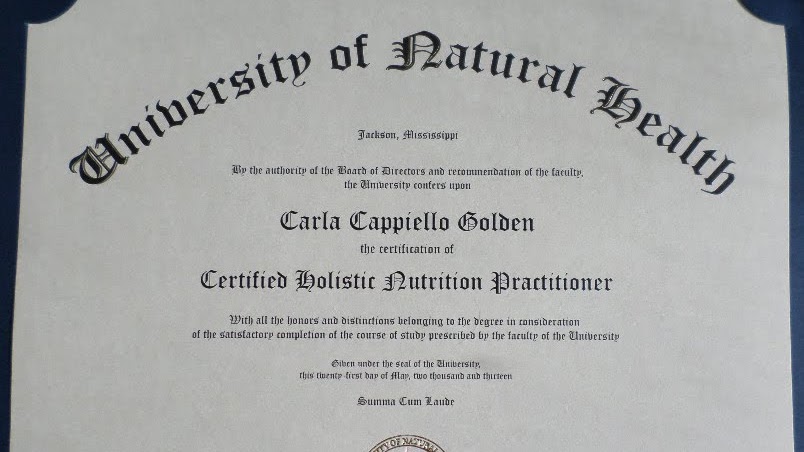 University of Natural Health
Jackson, Mississippi
By the authority of the Board of Directors and recommendation of the faculty,
the University confers upon
Carla Cappiello Golden
the certification of
Certified Holistic Nutrition Practitioner
With all the honors and distinctions belonging to the degree in consideration
of the satisfactory completion of the course of study prescribed by the faculty of the University
Given under the seal of the University,
this twenty-first day of May, two thousand and thirteen
Summa Cum Laude
OF NATURAL